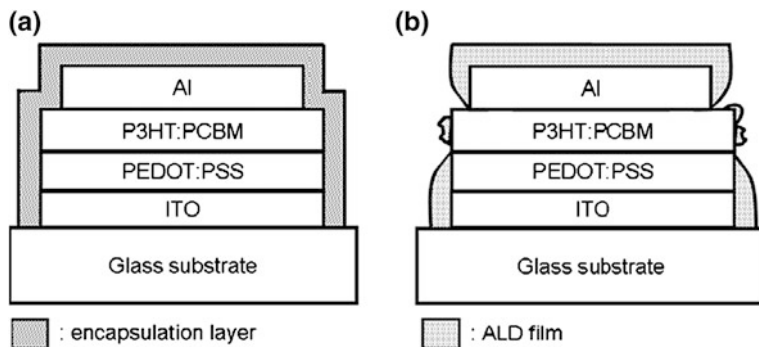 (a)
Al
P3HT:PCBM
PEDOT:PSS
ITO
Glass substrate
: encapsulation layer
(b)
Al
P3HT:PCBM
PEDOT:PSS
ITO
Glass substrate
: ALD film